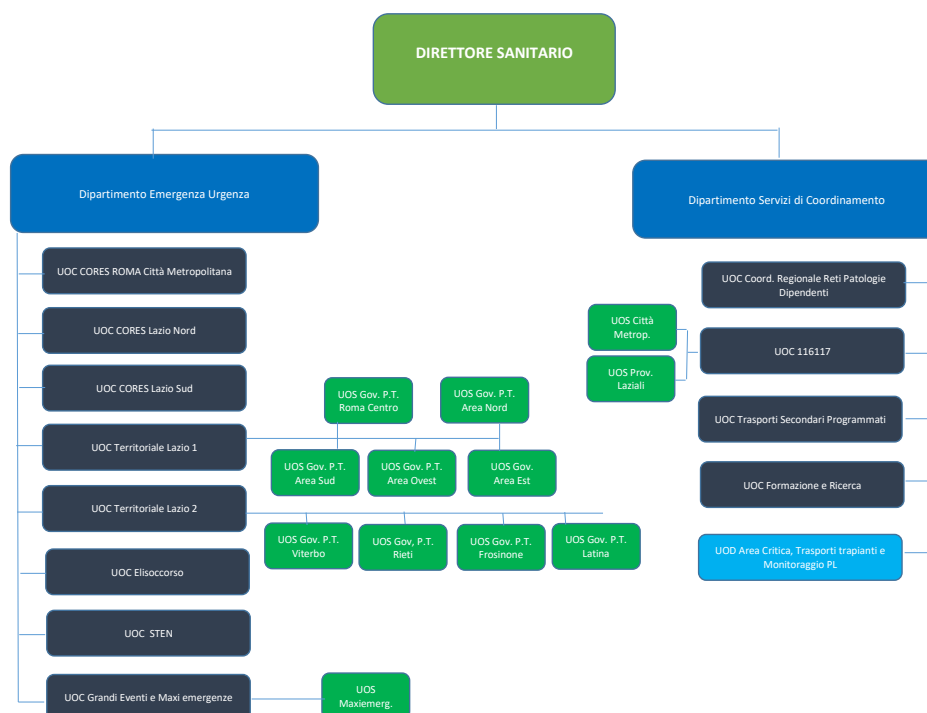 DIRETTORE SANITARIO
Dipartimento Emergenza Urgenza
Dipartimento Servizi di Coordinamento
UOC CORES ROMA Città Metropolitana
UOC CORES Lazio Nord
UOC CORES Lazio Sud
UOC Territoriale Lazio 1
UOS Gov. P.T.
Roma Centro
UOS Gov. P.T.
Area Nord
UOS Gov. P.T.
Area Sud
UOS Gov. P.T.
Area Ovest
UOS Gov.
Area Est
UOC Territoriale Lazio 2
UOS Gov. P.T.
Viterbo
UOS Gov, P.T.
Rieti
UOS Gov. P.T.
Frosinone
UOS Gov. P.T.
Latina
UOC Elisoccorso
UOC STEN
UOC Grandi Eventi e Maxi emergenze
UOS
Maxiemerg.
UOC Coord. Regionale Reti Patologie
Dipendenti
UOC 116117
UOS Città
Metrop.
UOS Prov.
Laziali
UOC Trasporti Secondari Programmati
UOC Formazione e Ricerca
UOD Area Critica, Trasporti trapianti e
Monitoraggio PL